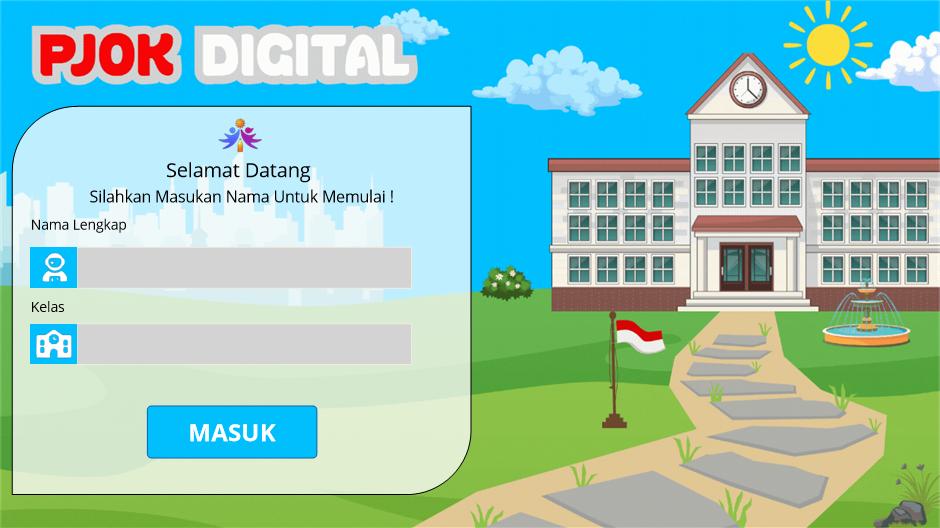 PJOK DIGITAL
Selamat Datang
Silahkan Masukan Nama Untuk Memulai !
Nama Lengkap
Kelas
MASUK